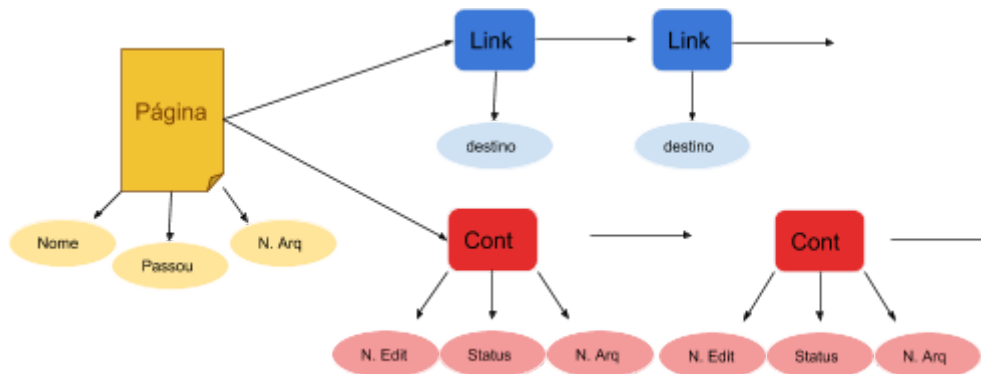 Link
Link
Página
destino
destino
Nome
N. Arq
Passou
Cont
Cont
N. Edit
Status
N. Arq
N. Edit
Status
N. Arq